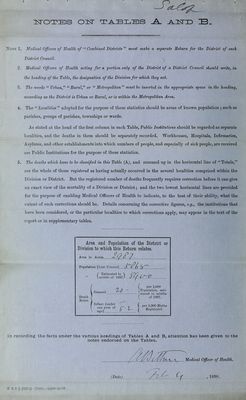 Salop
NOTES ON TABLES A AND B.
NOTE 1. Medical Officers of Health of "Combined Districts" must make a separate Return for the District of each
District Council.
2. Medical Officers of Health acting for a portion only of the District of a District Council should write, in
the heading of the Table, the designation of the Division for which they act.
3. The words "Urban," "Rural," or "Metropolitan" must be inserted in the appropriate space in the heading,
according as the District is Urban or Rural, or is within the Metropolitan Area.
4. The "Localities" adopted for the purpose of these statistics should be areas of known population; such as
parishes, groups of parishes, townships or wards.
As stated at the head of the first column in each Table, Public Institutions should be regarded as separate
localities, and the deaths in them should be separately recorded. Workhouses, Hospitals, Infirmaries,
Asylums, and other establishments into which numbers of people, and especially of sick people, are received
are Public Institutions for the purpose of these statistics.
5. The deaths which have to be classified in this Table (A), and summed up in the horizontal line of "Totals,"
are the whole of those registered as having actually occurred in the several localities comprised within the
Division or District. But the registered number of deaths frequently requires correction before it can give
an exact view of the mortality of a Division or District; and the two lowest horizontal lines are provided
for the purpose of enabling Medical Officers of Health to indicate, to the best of their ability, what the
extent of such corrections should be. Details concerning the corrective figures, e.g., the institutions that
have been considered, or the particular localities to which corrections apply, may appear in the text of the
report or in supplementary tables.
Area and Population of the District or
Division to which this Return relates.
Area in Acres
Population (1891 Census)
Death Rates
General
per 1,000
In recording the facts under the various headings of Tables A and B, attention has been given to the
notes endorsed on the Tables.
Medical Officer of Health.
(Date) Feb 4, 1898.